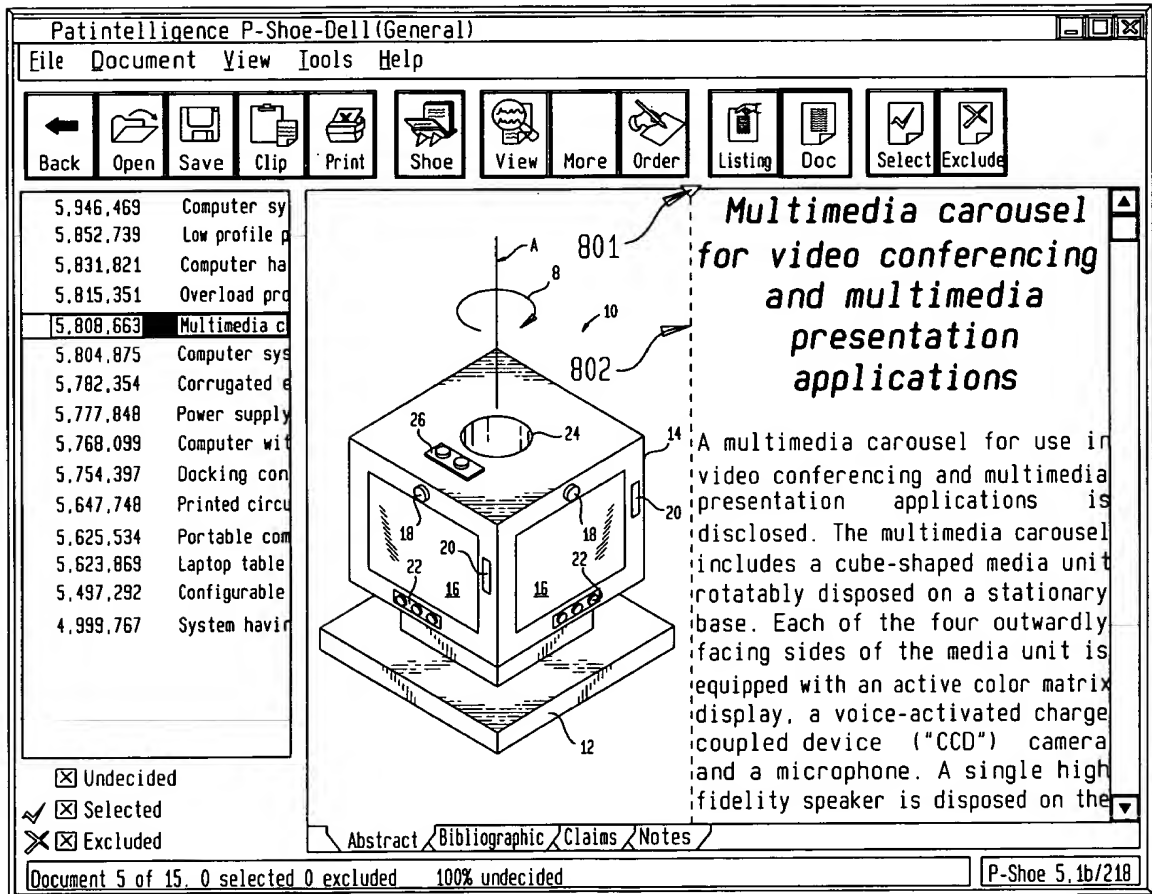 Patintelligence P-Shoe-Dell(General)
File Document View Tools Help
Back Open Save Clip Print Shoe View More Order Listing Doc Select Exclude
5,946,469 Computer sy
5,852,739 Low profile p
5,831,821 Computer ha
5,815,351 Overload pro
5,808,663 Multimedia c
5,804,875 Computer sys
5,782,354 Corrugated e
5,777,848 Power supply
5,768,099 Computer wit
5,754,397 Docking con
5,647,748 Printed circu
5,625,534 Portable com
5,623,869 Laptop table
5,497,292 Configurable
4,999,767 System havin
Undecided
Selected
Excluded
A
8
10
801
802
26
24
14
18
18
20
20
22
22
16
16
12
Multimedia carousel
for video conferencing
and multimedia
presentation
applications
A multimedia carousel for use in
video conferencing and multimedia
presentation applications is
disclosed. The multimedia carousel
includes a cube-shaped media unit
rotatably disposed on a stationary
base. Each of the four outwardly
facing sides of the media unit is
equipped with an active color matrix
display, a voice-activated charge
coupled device ("CCD") camera
and a microphone. A single high
fidelity speaker is disposed on the
Abstract Bibliographic Claims Notes
Document 5 of 15, 0 selected 0 excluded 100% undecided
P-Shoe 5.1b/218